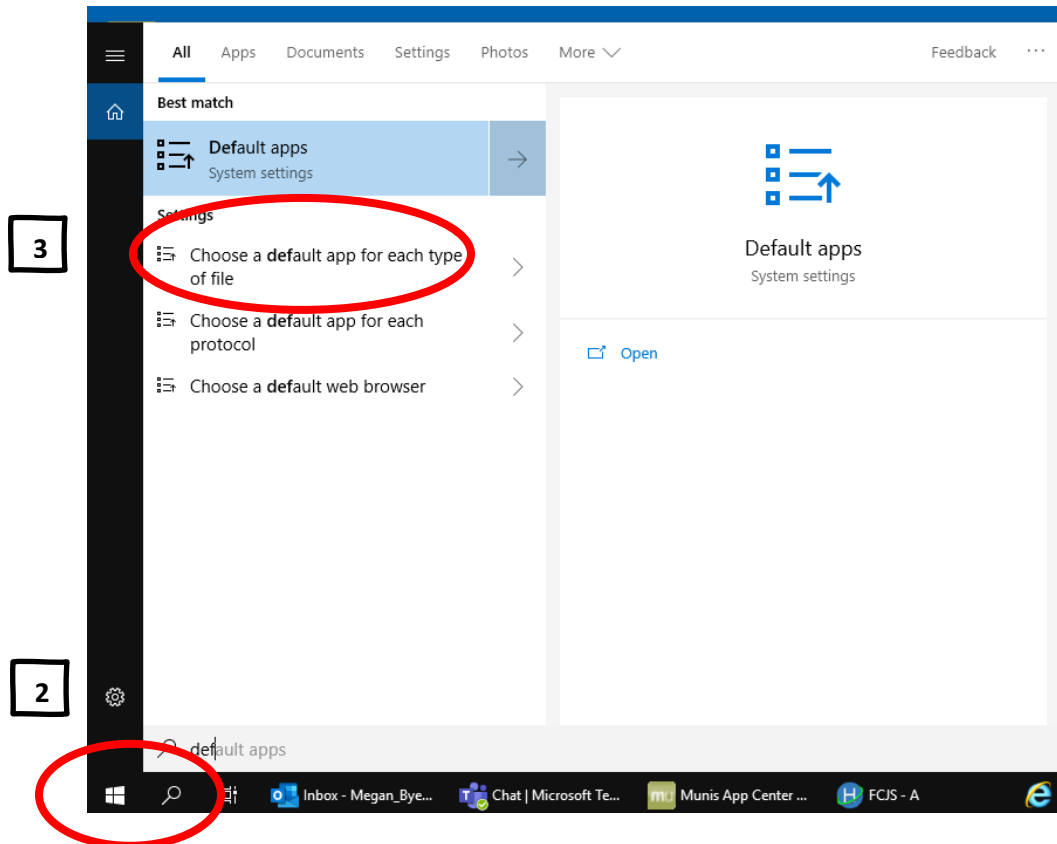 All Apps Documents Settings Photos More Feedback ...
Best match
Default apps
System settings
Settings
3
Choose a default app for each type
of file
Choose a default app for each
protocol
Choose a default web browser
Default apps
System settings
Open
2
default apps
Inbox - Megan_Bye... Chat | Microsoft Te... mu Munis App Center ... H FCJS - A